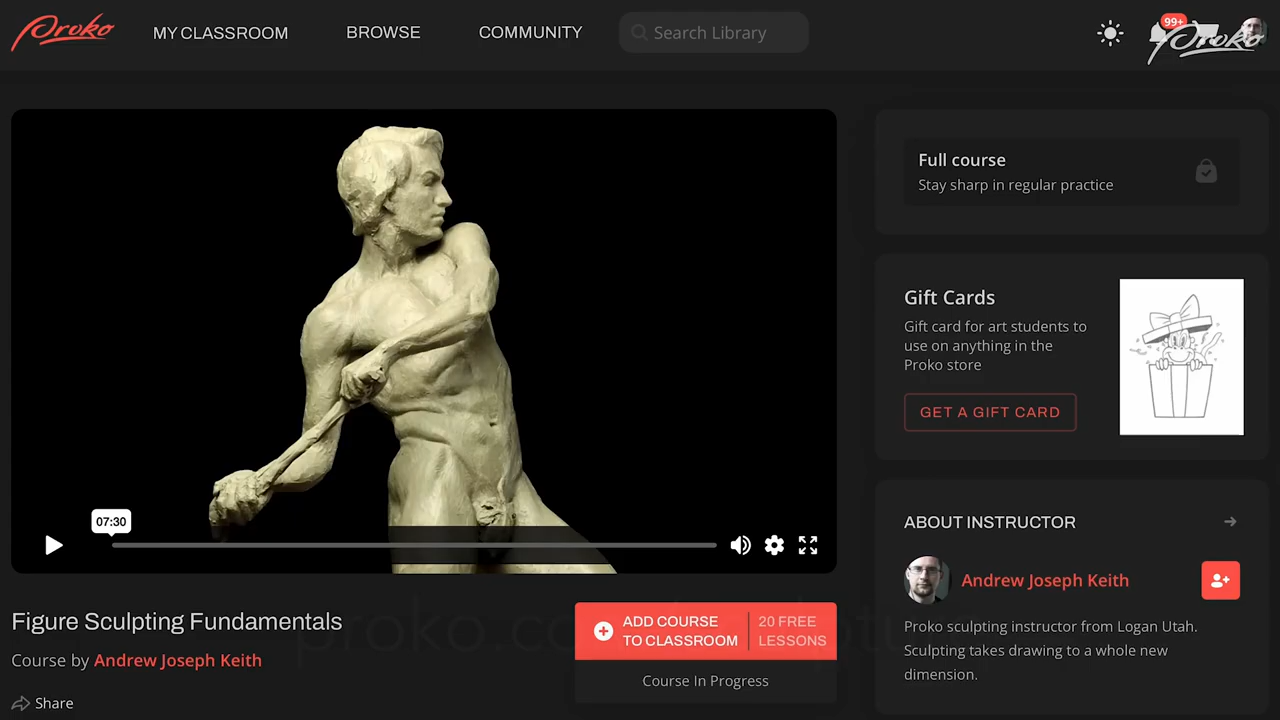 Proko
MY CLASSROOM
BROWSE
COMMUNITY
Search Library
99+
Proko
Full course
Stay sharp in regular practice
Gift Cards
Gift card for art students to
use on anything in the
Proko store
GET A GIFT CARD
07:30
ABOUT INSTRUCTOR
Andrew Joseph Keith
Proko sculpting instructor from Logan Utah.
Sculpting takes drawing to a whole new
dimension.
Figure Sculpting Fundamentals
Course by Andrew Joseph Keith
Share
ADD COURSE
TO CLASSROOM
20 FREE
LESSONS
Course In Progress